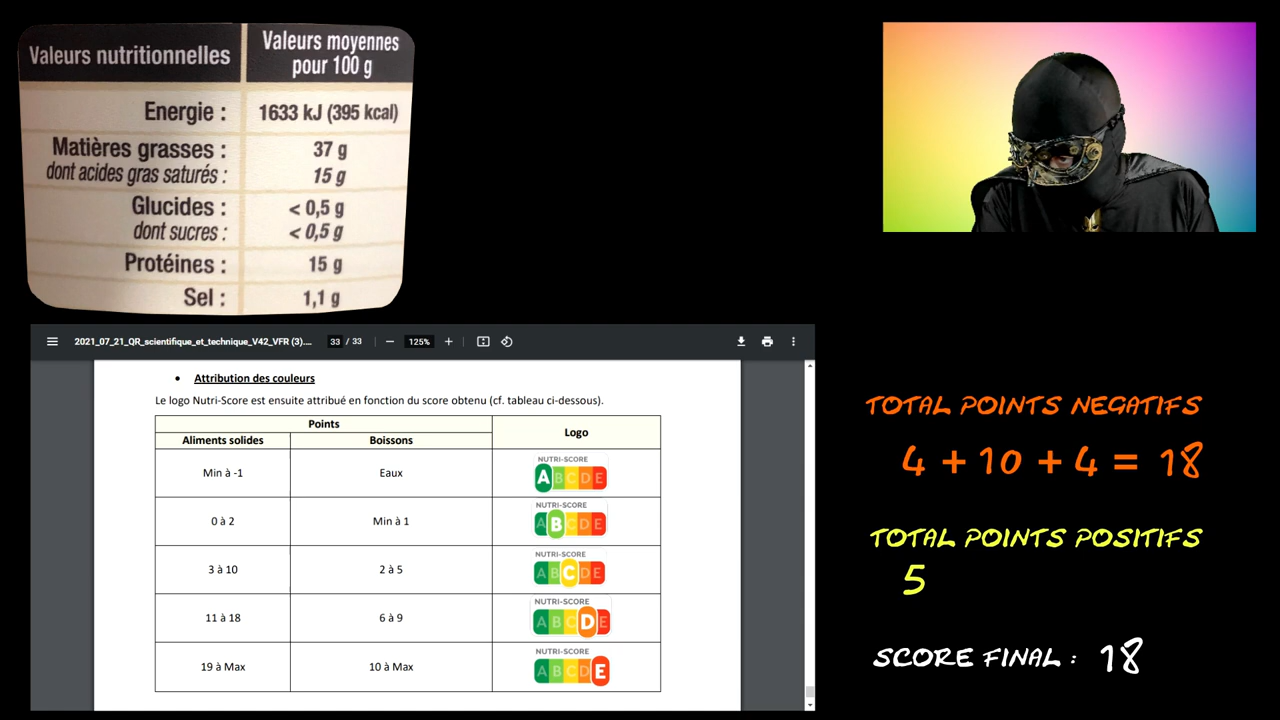 Valeurs nutritionnelles
Valeurs moyennes
pour 100 g
Energie : 1633 kJ (395 kcal)
Matières grasses : 37 g
dont acides gras saturés : 15 g
Glucides : < 0,5 g
dont sucres : < 0,5 g
Protéines : 15 g
Sel : 1,1 g
2021_07_21_QR_scientifique_et_technique_V42_VFR (3)....
33 / 33
125%
• Attribution des couleurs
Le logo Nutri-Score est ensuite attribué en fonction du score obtenu (cf. tableau ci-dessous).
Points Logo
Aliments solides Boissons
Min à -1 Eaux NUTRI-SCORE A B C D E
0 à 2 Min à 1 NUTRI-SCORE A B C D E
3 à 10 2 à 5 NUTRI-SCORE A B C D E
11 à 18 6 à 9 NUTRI-SCORE A B C D E
19 à Max 10 à Max NUTRI-SCORE A B C D E
TOTAL POINTS NEGATIFS
4 + 10 + 4 = 18
TOTAL POINTS POSITIFS
5
SCORE FINAL : 18